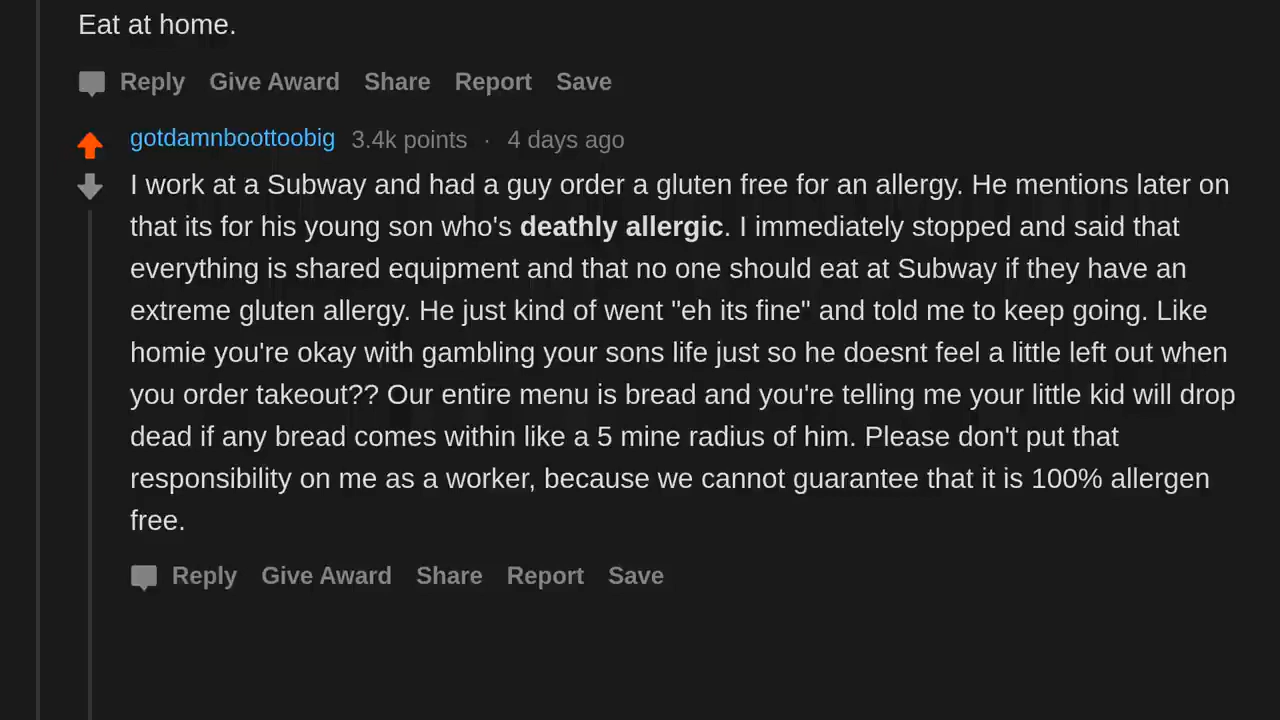 Eat at home.
Reply Give Award Share Report Save
gotdamnboottoobig 3.4k points · 4 days ago
I work at a Subway and had a guy order a gluten free for an allergy. He mentions later on
that its for his young son who's deathly allergic. I immediately stopped and said that
everything is shared equipment and that no one should eat at Subway if they have an
extreme gluten allergy. He just kind of went "eh its fine" and told me to keep going. Like
homie you're okay with gambling your sons life just so he doesnt feel a little left out when
you order takeout?? Our entire menu is bread and you're telling me your little kid will drop
dead if any bread comes within like a 5 mine radius of him. Please don't put that
responsibility on me as a worker, because we cannot guarantee that it is 100% allergen
free.
Reply Give Award Share Report Save